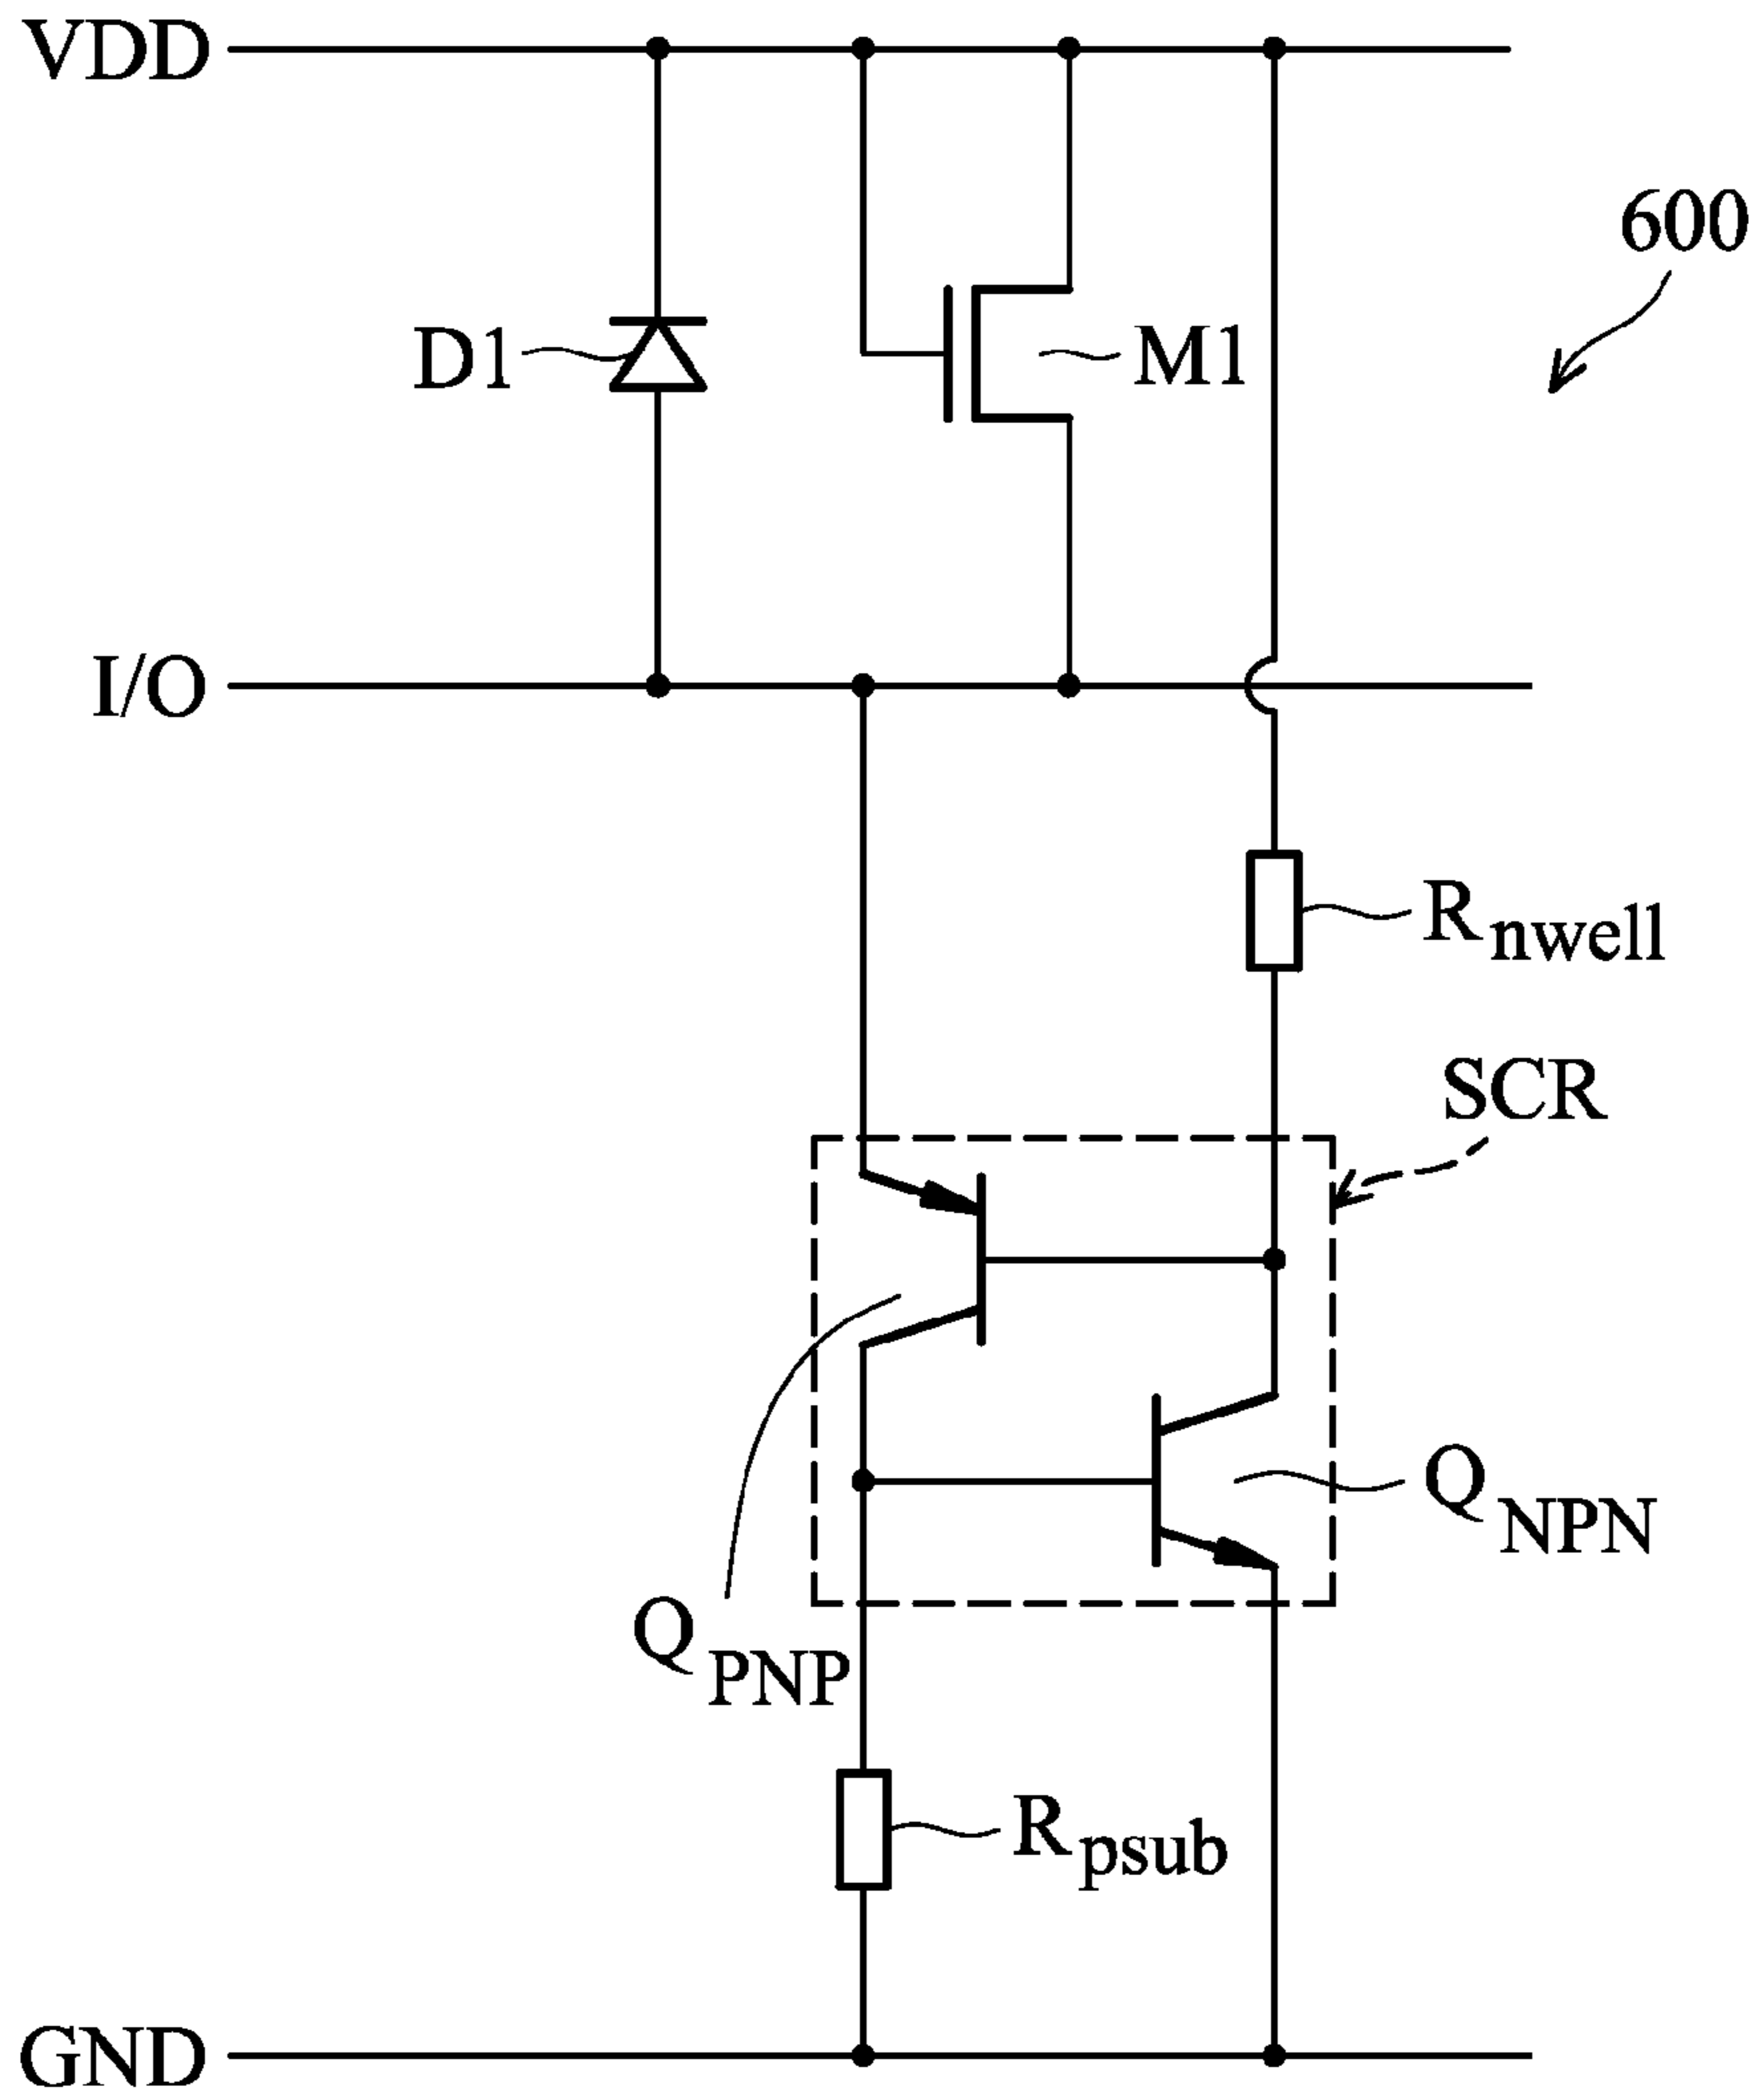 VDD
600
D1
M1
I/O
Rnwell
SCR
QNPN
QPNP
Rpsub
GND